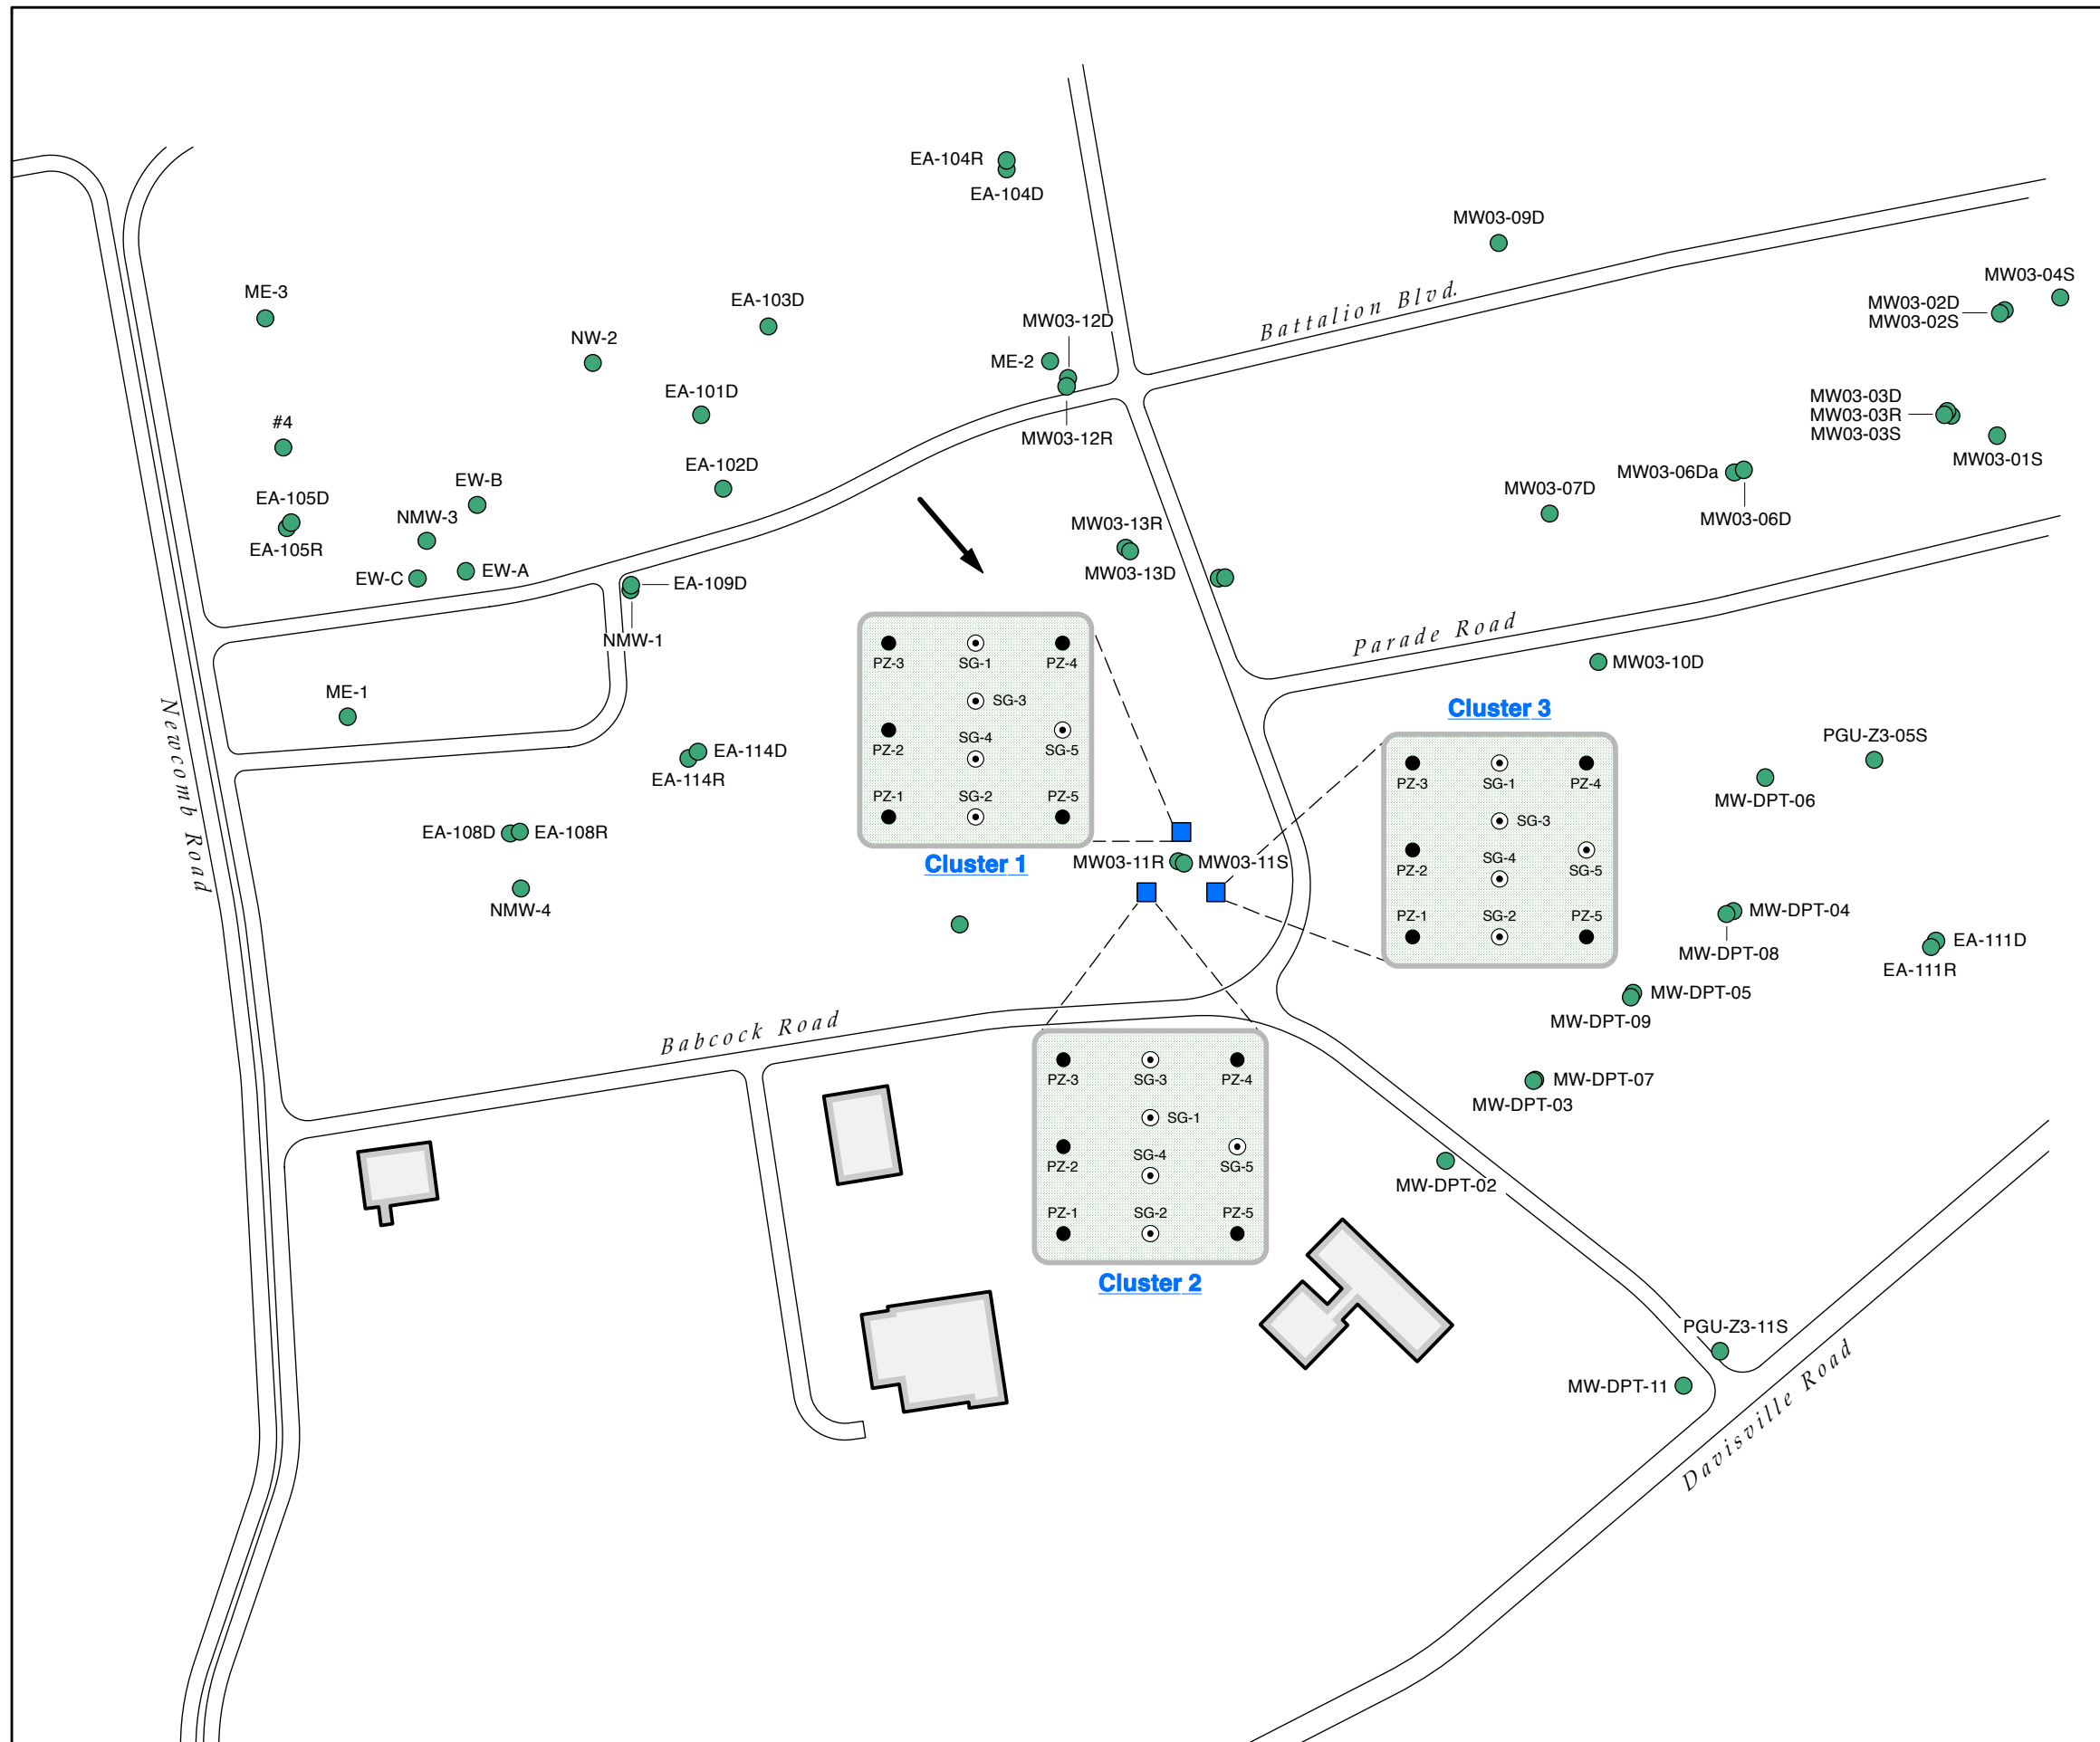 EA-104R
EA-104D
MW03-09D
ME-3
EA-103D
MW03-04S
MW03-02D
MW03-02S
Battalion Blvd.
MW03-12D
NW-2
ME-2
EA-101D
MW03-12R
MW03-03D
MW03-03R
MW03-03S
MW03-01S
#4
EA-102D
MW03-06Da
MW03-06D
MW03-07D
EW-B
EA-105D
EA-105R
NMW-3
MW03-13R
MW03-13D
EW-C
EW-A
EA-109D
NMW-1
Parade Road
MW03-10D
ME-1
Newcomb Road
PZ-3
SG-1
PZ-4
SG-3
PZ-2
SG-4
SG-5
PZ-1
SG-2
PZ-5
Cluster 1
Cluster 3
PZ-3
SG-1
PZ-4
SG-3
PZ-2
SG-4
SG-5
PZ-1
SG-2
PZ-5
PGU-Z3-05S
MW-DPT-06
EA-114D
EA-114R
EA-108D
EA-108R
NMW-4
MW03-11R
MW03-11S
MW-DPT-04
MW-DPT-08
EA-111D
EA-111R
MW-DPT-05
MW-DPT-09
Babcock Road
PZ-3
SG-3
PZ-4
SG-1
PZ-2
SG-4
SG-5
PZ-1
SG-2
PZ-5
Cluster 2
MW-DPT-07
MW-DPT-03
MW-DPT-02
PGU-Z3-11S
MW-DPT-11
Davisville Road